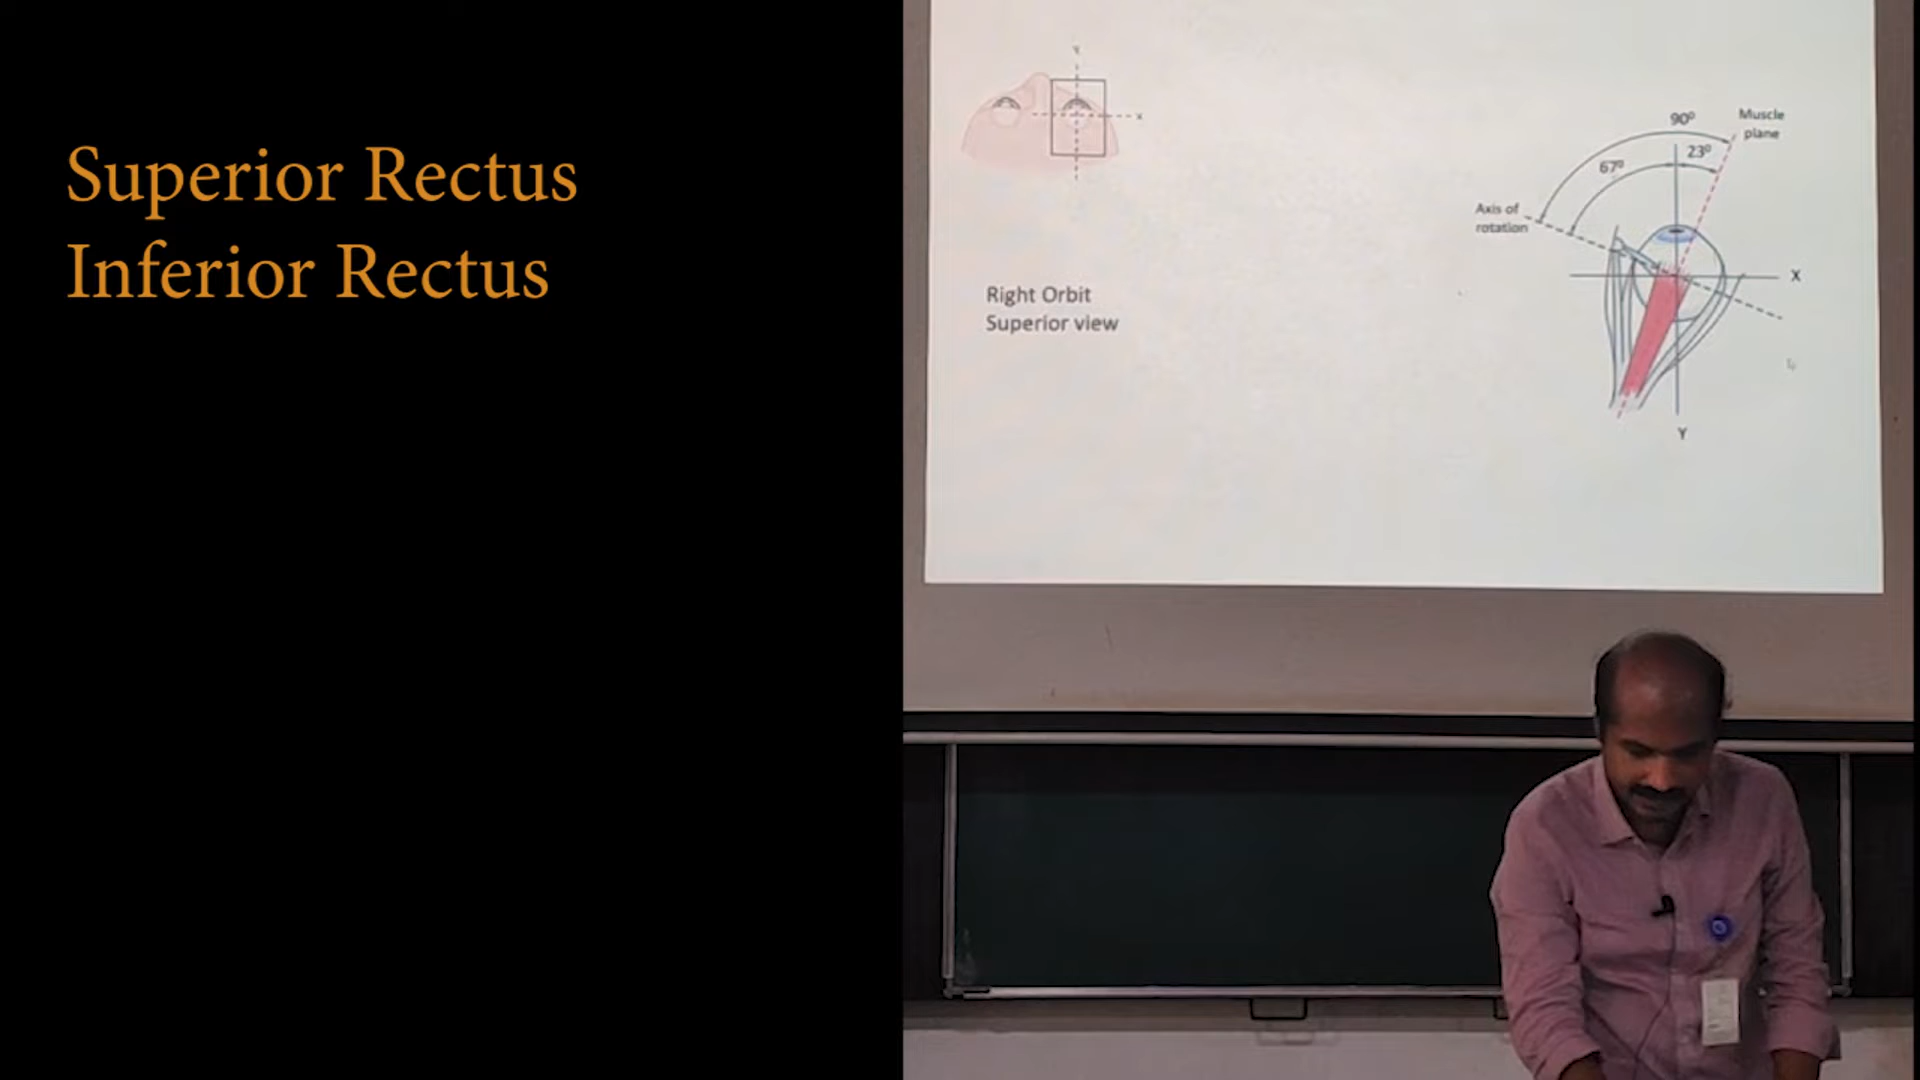 Superior Rectus
Inferior Rectus
Y
X
Right Orbit
Superior view
90°
Muscle
plane
23°
67°
Axis of
rotation
X
Y